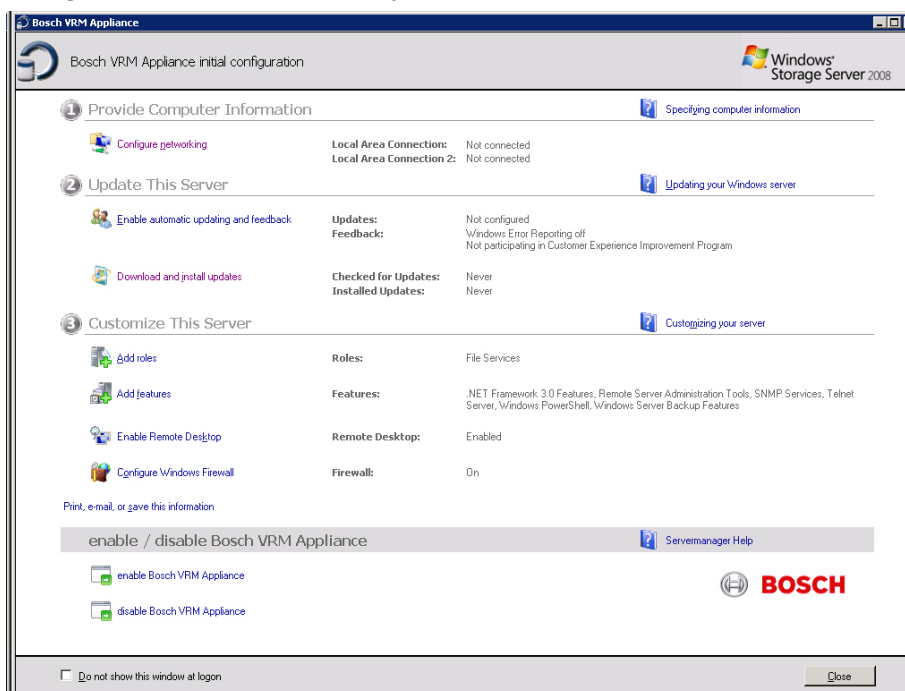 Bosch VRM Appliance
Bosch VRM Appliance initial configuration
Windows®
Storage Server 2008
1 Provide Computer Information
Specifying computer information
Configure networking
Local Area Connection: Not connected
Local Area Connection 2: Not connected
2 Update This Server
Updating your Windows server
Enable automatic updating and feedback
Updates: Not configured
Feedback: Windows Error Reporting off
Not participating in Customer Experience Improvement Program
Download and install updates
Checked for Updates: Never
Installed Updates: Never
3 Customize This Server
Customizing your server
Add roles
Roles: File Services
Add features
Features: .NET Framework 3.0 Features, Remote Server Administration Tools, SNMP Services, Telnet
Server, Windows PowerShell, Windows Server Backup Features
Enable Remote Desktop
Remote Desktop: Enabled
Configure Windows Firewall
Firewall: On
Print, e-mail, or save this information
enable / disable Bosch VRM Appliance
Servermanager Help
enable Bosch VRM Appliance
BOSCH
disable Bosch VRM Appliance
Do not show this window at logon
Close